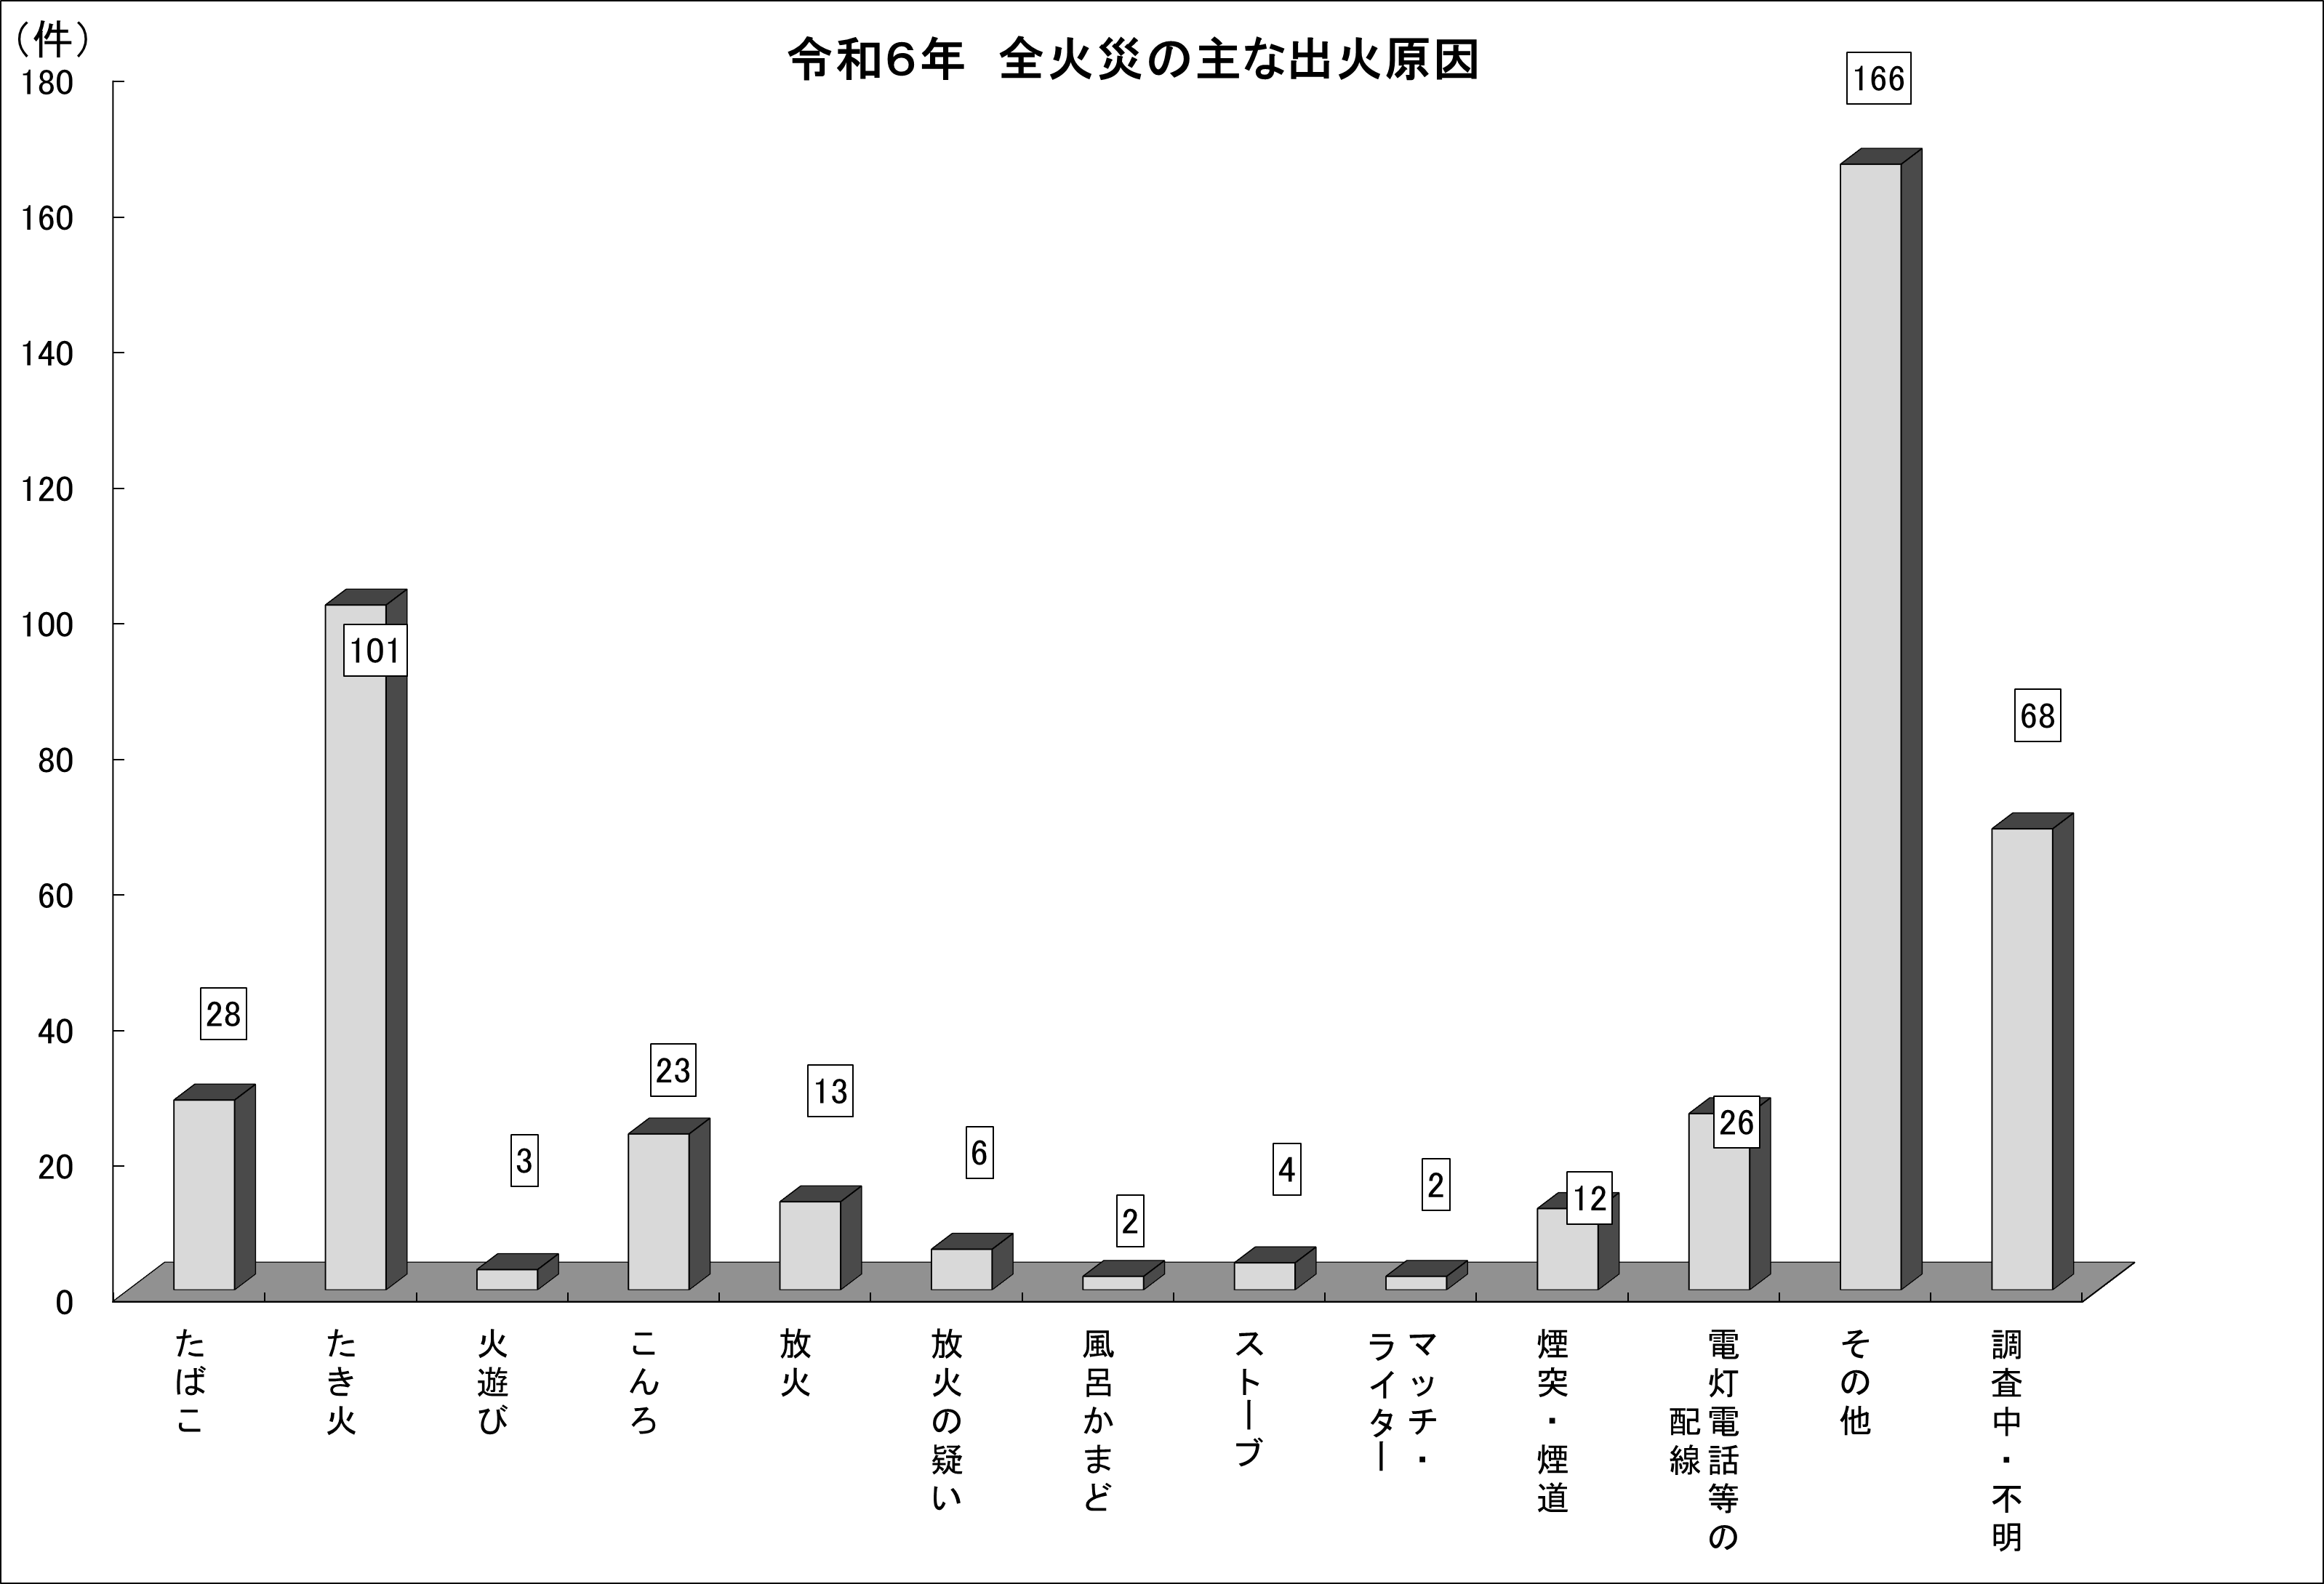 令和６年　全火災の主な出火原因
（件）
180
160
140
120
100
80
60
40
20
0
28
101
3
23
13
6
2
4
2
12
26
166
68
たばこ
たき火
火遊び
こんろ
放火
放火の疑い
風呂かまど
ストーブ
マッチ・
ライター
煙突・煙道
電灯電話等の
配線
その他
調査中・不明